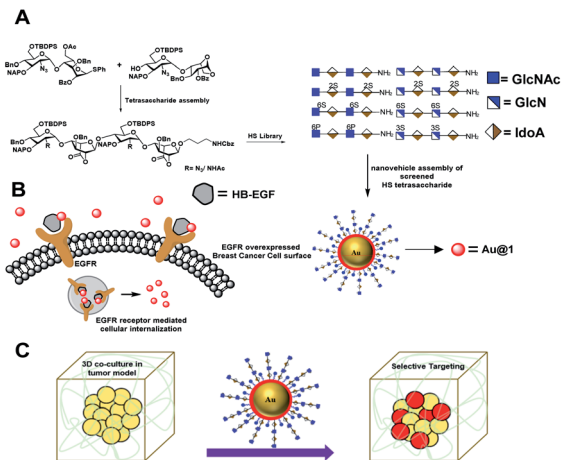 A
OTBDPS
OAc
OTBDPS
BnO
NAPO
N3
OBn
SPh
BzO
+
HO
NAPO
N3
OBn
OBz
Tetrasaccharide assembly
OTBDPS
BnO
NAPO
R
OBn
OTBDPS
NAPO
R
OBn
NHCbz
R= N3/ NHAc
HS Library
NH2
NH2
2S
2S
2S
2S
NH2
NH2
6S
6S
6S
6S
NH2
NH2
6P
6P
3S
3S
NH2
NH2
= GlcNAc
= GlcN
= IdoA
nanovehicle assembly of
screened
HS tetrasaccharide
B
= HB-EGF
EGFR
EGFR overexpressed
Breast Cancer Cell surface
EGFR receptor mediated
cellular internalization
Au
= Au@1
C
3D co-culture in
tumor model
Au
Selective Targeting